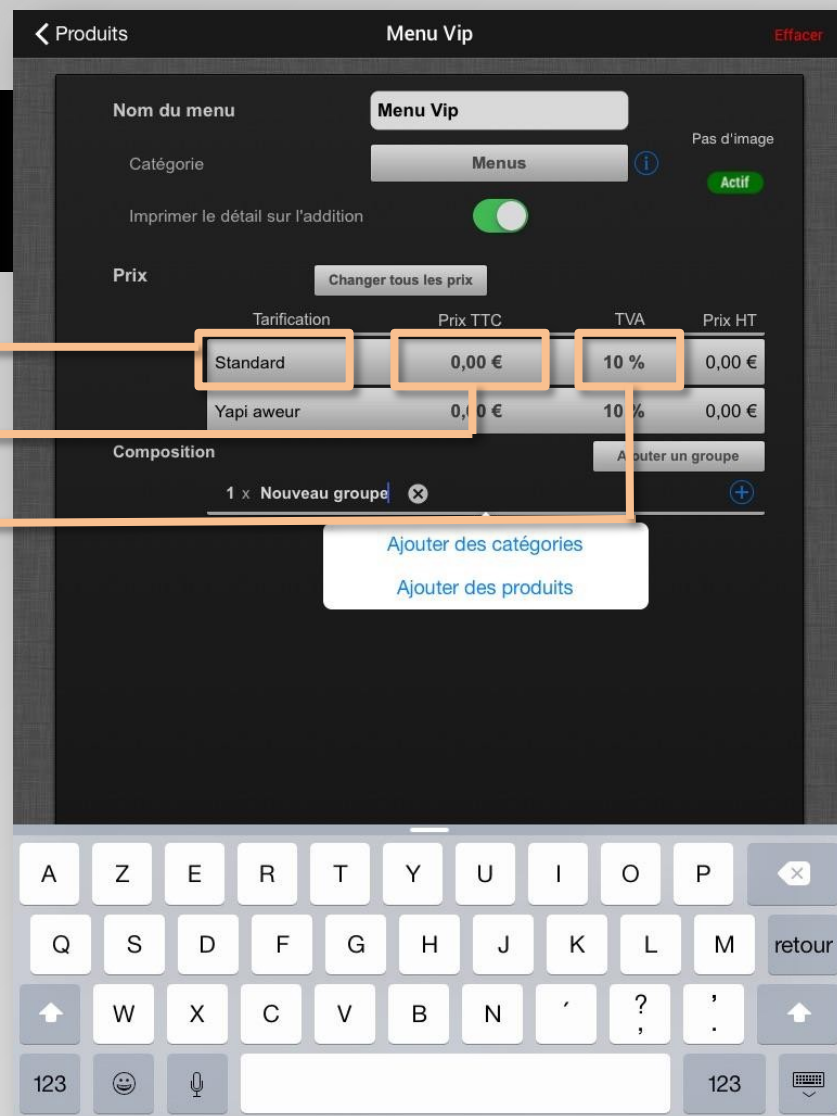 Produits Menu Vip Effacer
Nom du menu Menu Vip
Pas d'image
Catégorie Menus
Actif
Imprimer le détail sur l'addition
Prix Changer tous les prix
Tarification Prix TTC TVA Prix HT
Standard 0,00 € 10 % 0,00 €
Yapi aweur 0,00 € 10 % 0,00 €
Composition Ajouter un groupe
1 x Nouveau groupe
Ajouter des catégories
Ajouter des produits
A Z E R T Y U I O P
Q S D F G H J K L M retour
W X C V B N ´ ? , ' .
123 123